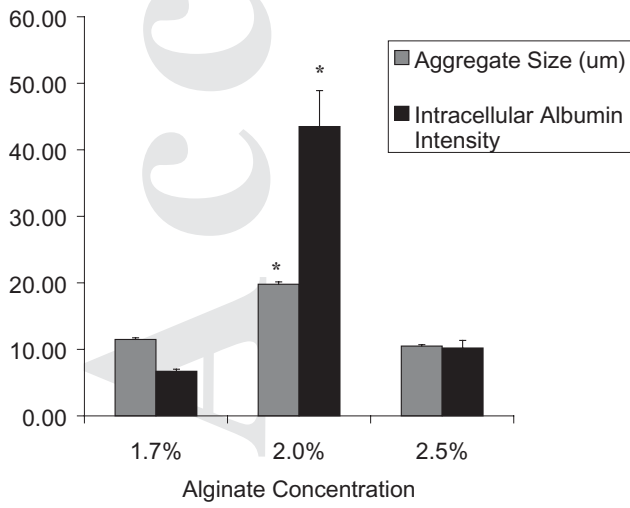 60.00
50.00
40.00
30.00
20.00
10.00
0.00
*
*
Aggregate Size (um)
Intracellular Albumin
Intensity
1.7%
2.0%
2.5%
Alginate Concentration
Acc